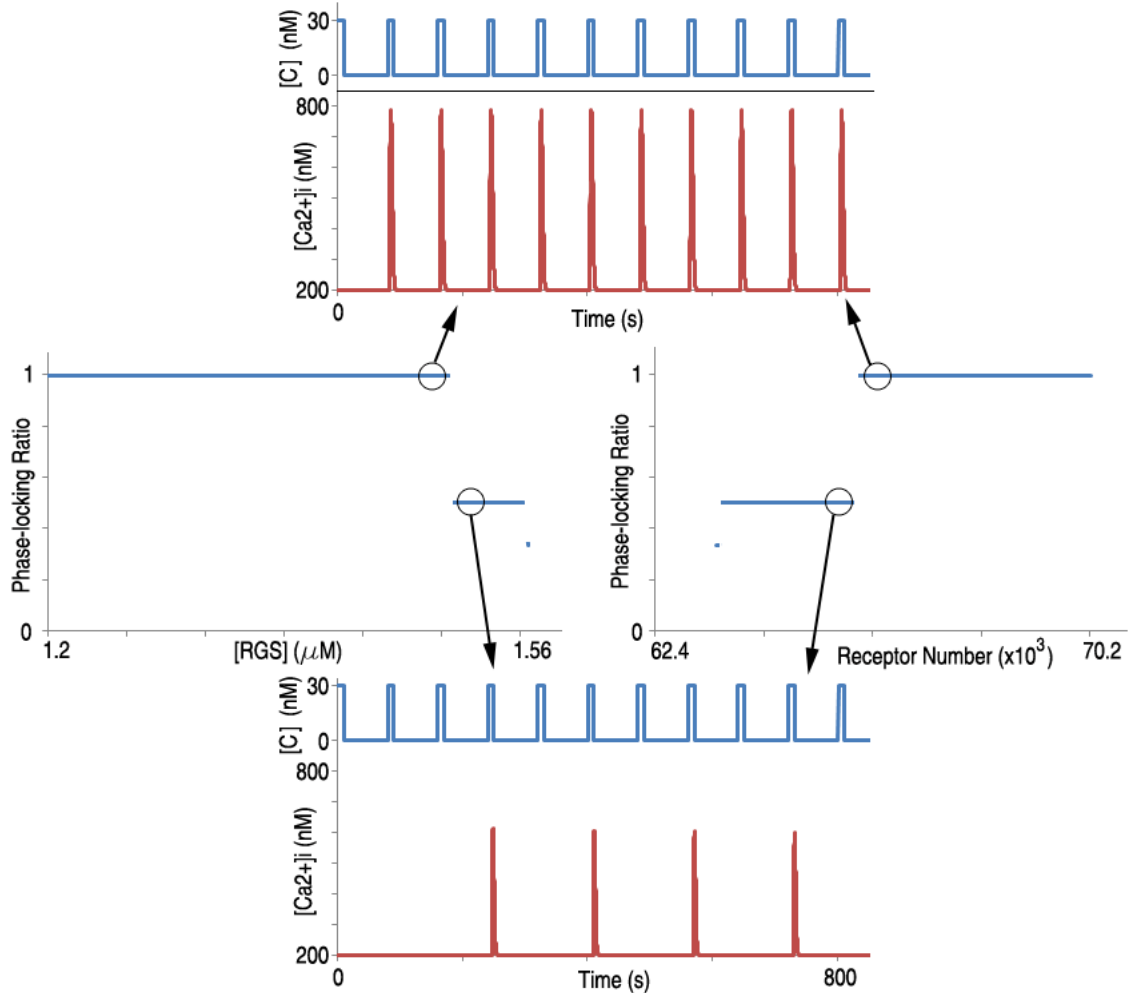 [C] (nM)
30
0
[Ca2+]i (nM)
800
200
0
Time (s)
Phase-locking Ratio
1
0
1.2
[RGS] (μM)
1.56
Phase-locking Ratio
1
0
62.4
Receptor Number (x10³)
70.2
[C] (nM)
30
0
[Ca2+]i (nM)
800
200
0
Time (s)
800